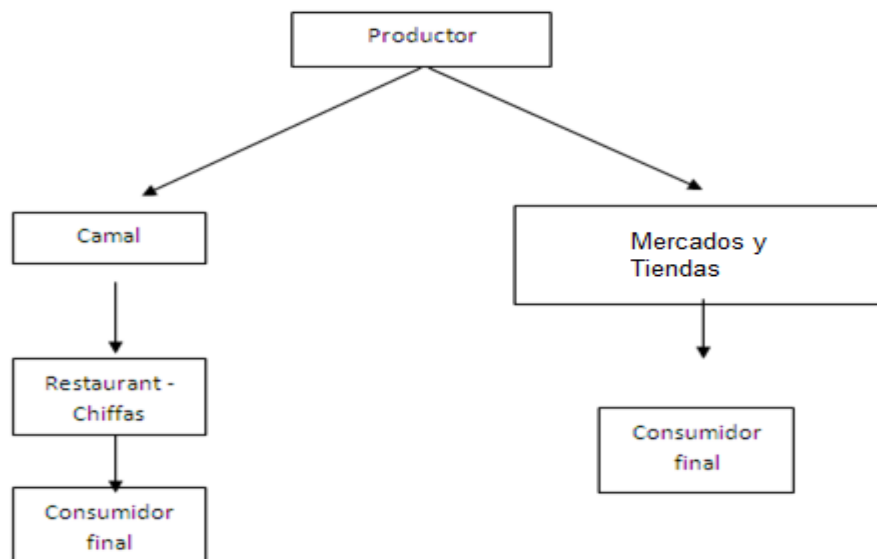 Productor
Camal
Mercados y
Tiendas
Restaurant -
Chiffas
Consumidor
final
Consumidor
final